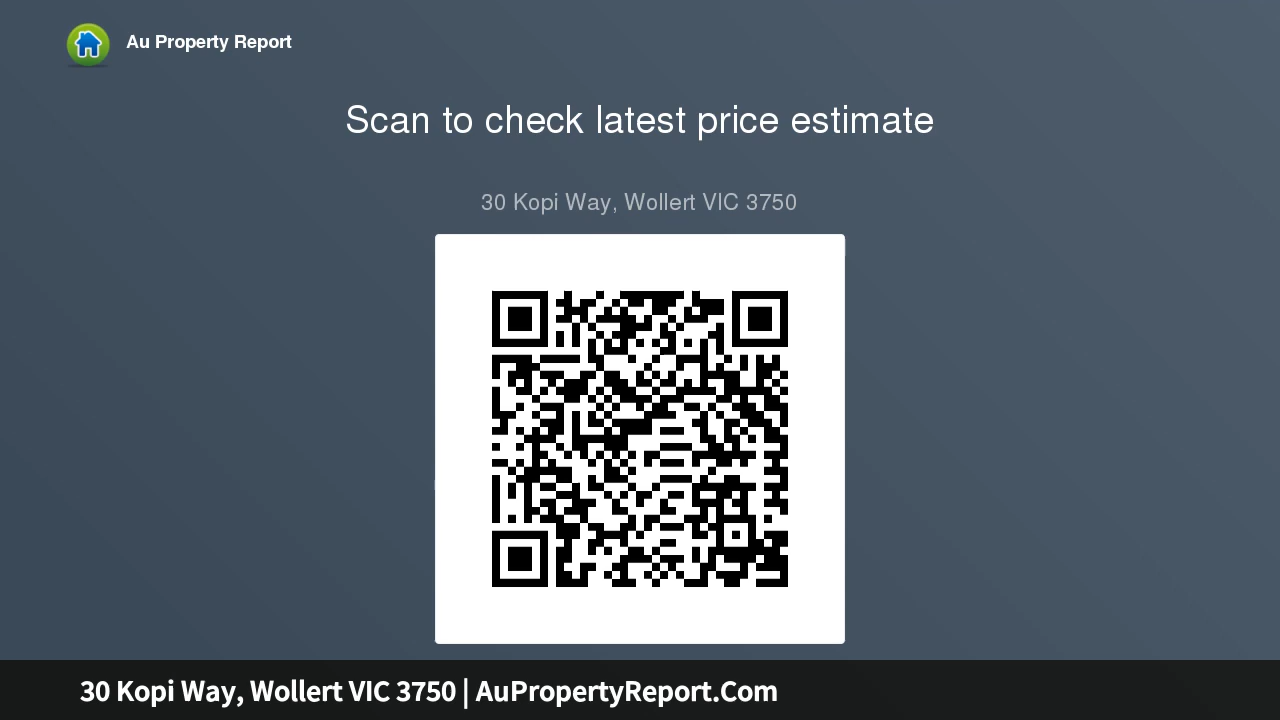 Au Property Report
Scan to check latest price estimate
30 Kopi Way, Wollert VIC 3750
30 Kopi Way, Wollert VIC 3750 | AuPropertyReport.Com